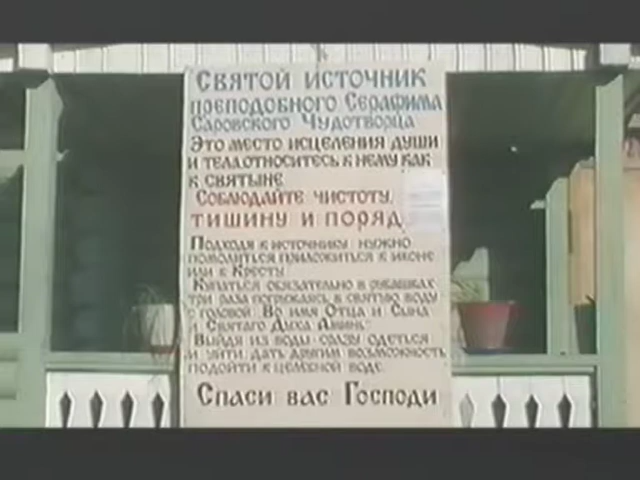 Святой источник
преподобного Серафима
Саровского Чудотворца
Это место исцеления души
и тела относитесь к нему как
к святыне
Соблюдайте чистоту,
тишину и поряд
Подходя к источнику нужно
помолиться приложиться к иконе
или к Кресту
Купаться обязательно в рубашках
три раза погружаясь в святую воду
с головой "Во имя Отца и Сына
и Святаго Духа Аминь"
Выйдя из воды сразу одеться
и уйти, дать другим возможность
подойти к целебной воде.
Спаси вас Господи